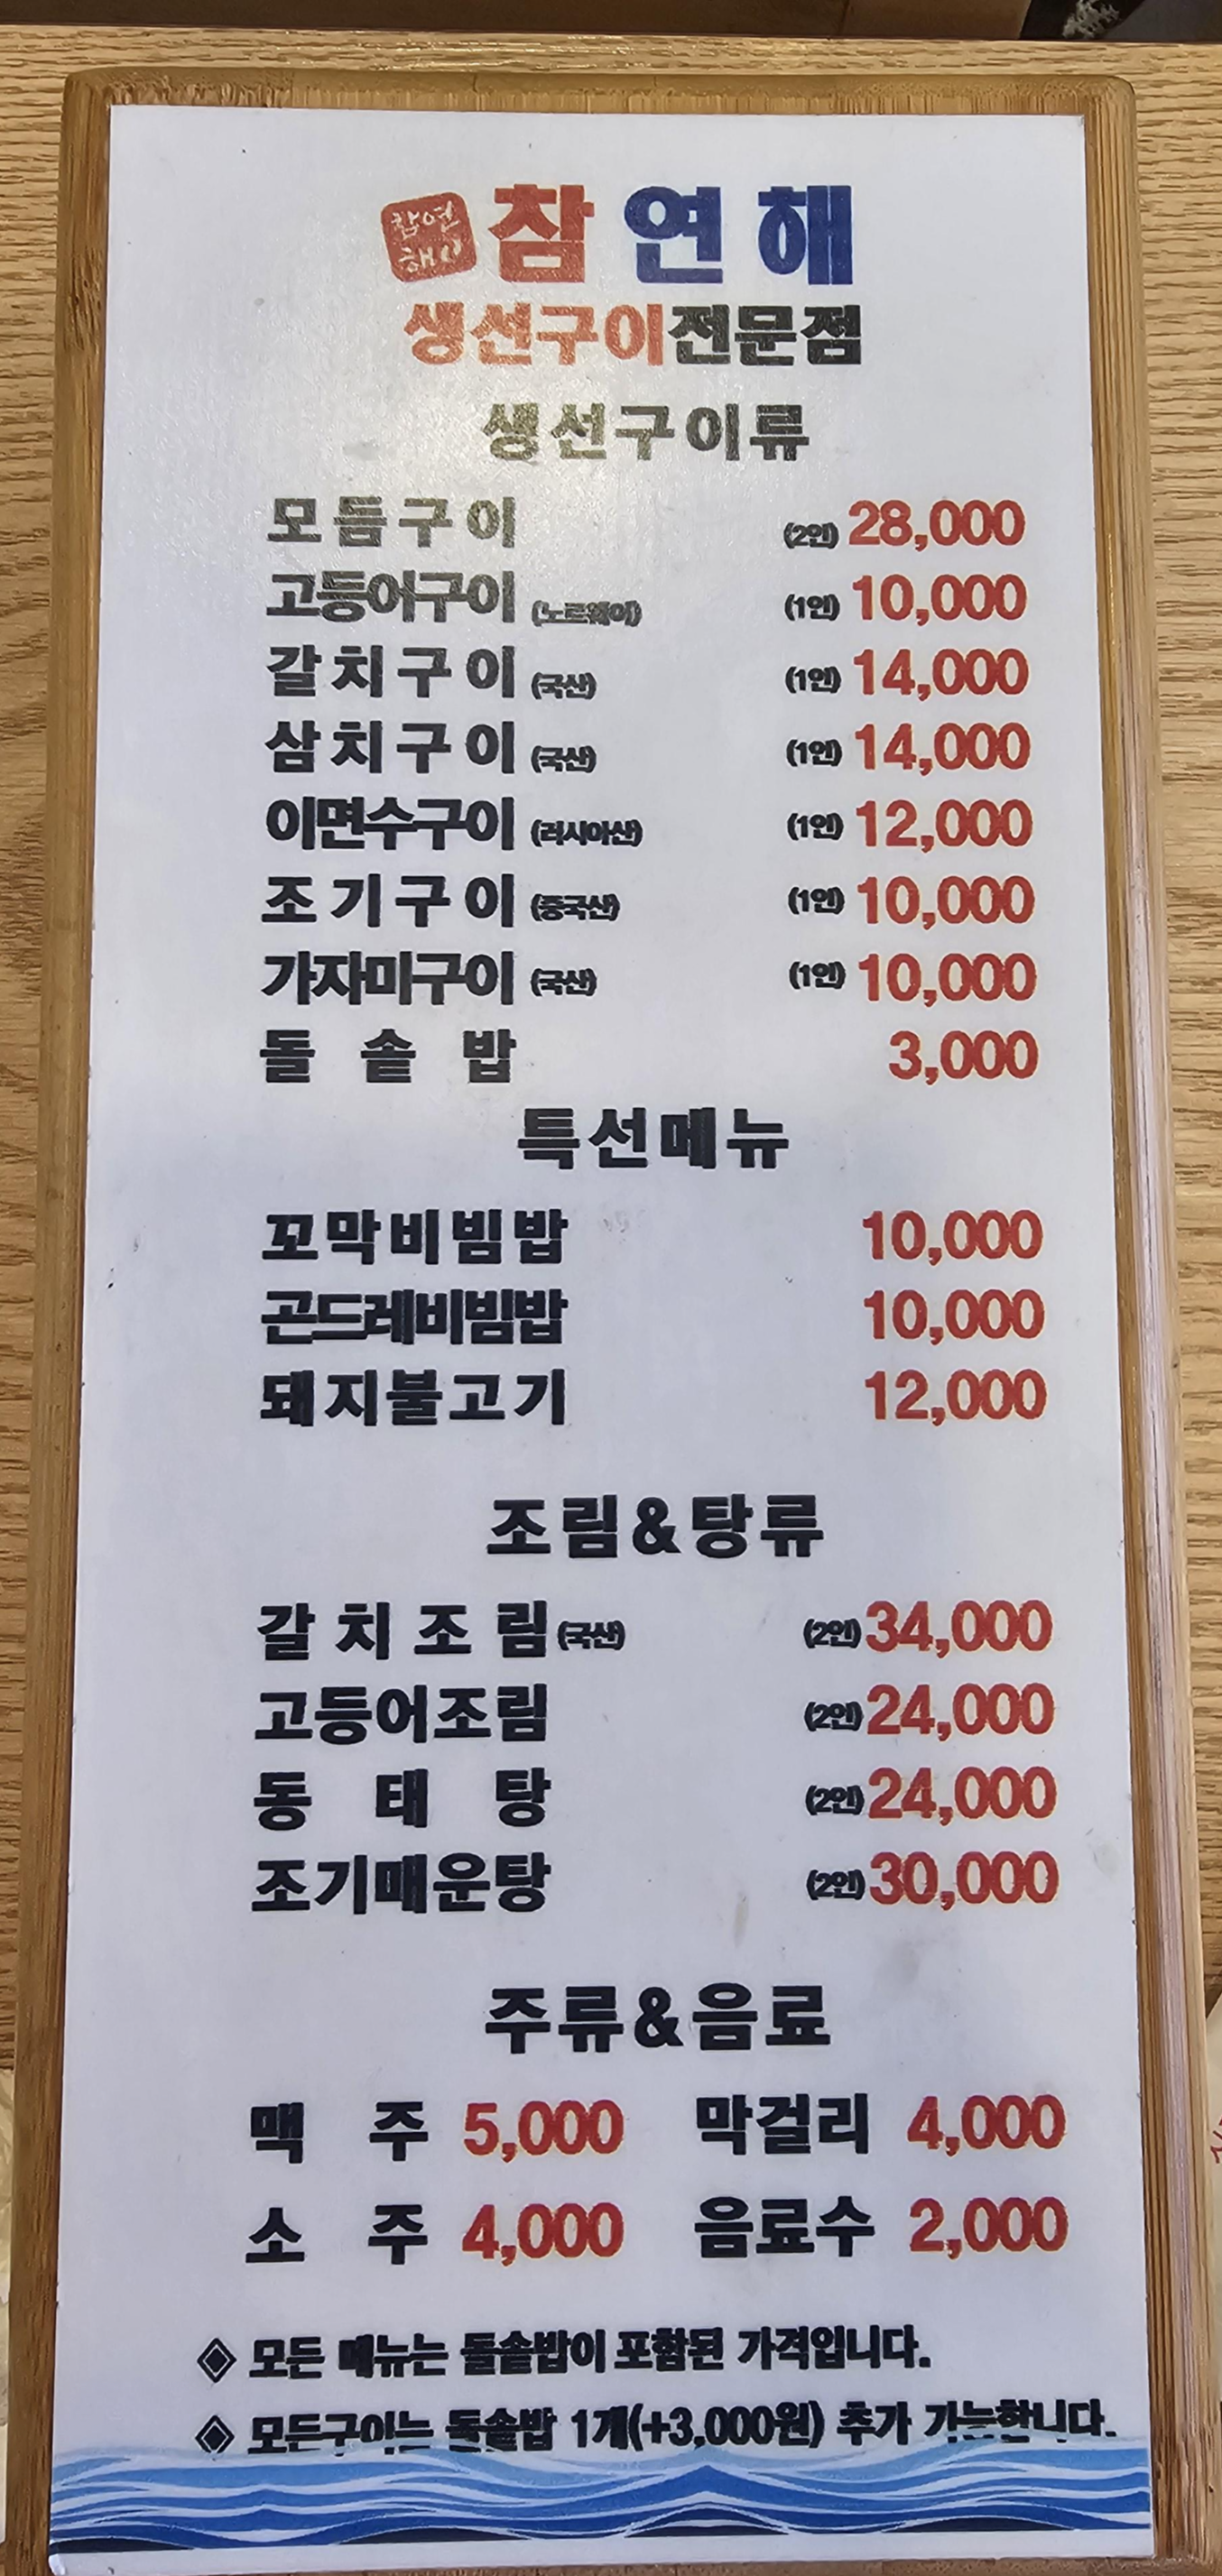 참연
해
참연해
생선구이전문점
생선구이류
모듬구이 (2인) 28,000
고등어구이 (노르웨이) (1인) 10,000
갈치구이 (국산) (1인) 14,000
삼치구이 (국산) (1인) 14,000
이면수구이 (러시아산) (1인) 12,000
조기구이 (중국산) (1인) 10,000
가자미구이 (국산) (1인) 10,000
돌솥밥 3,000
특선메뉴
꼬막비빔밥 10,000
곤드레비빔밥 10,000
돼지불고기 12,000
조림&탕류
갈치조림 (국산) (2인) 34,000
고등어조림 (2인) 24,000
동태탕 (2인) 24,000
조기매운탕 (2인) 30,000
주류&음료
맥주 5,000 막걸리 4,000
소주 4,000 음료수 2,000
◈ 모든 메뉴는 돌솥밥이 포함된 가격입니다.
◈ 모든구이는 돌솥밥 1개(+3,000원) 추가 가능합니다.